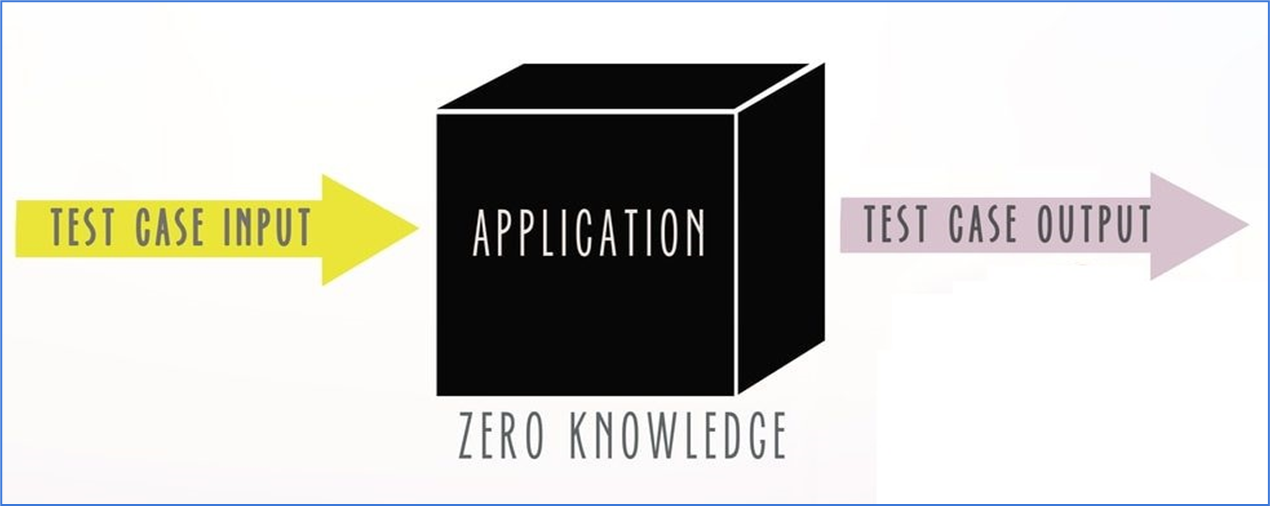 TEST CASE INPUT
APPLICATION
TEST CASE OUTPUT
ZERO KNOWLEDGE